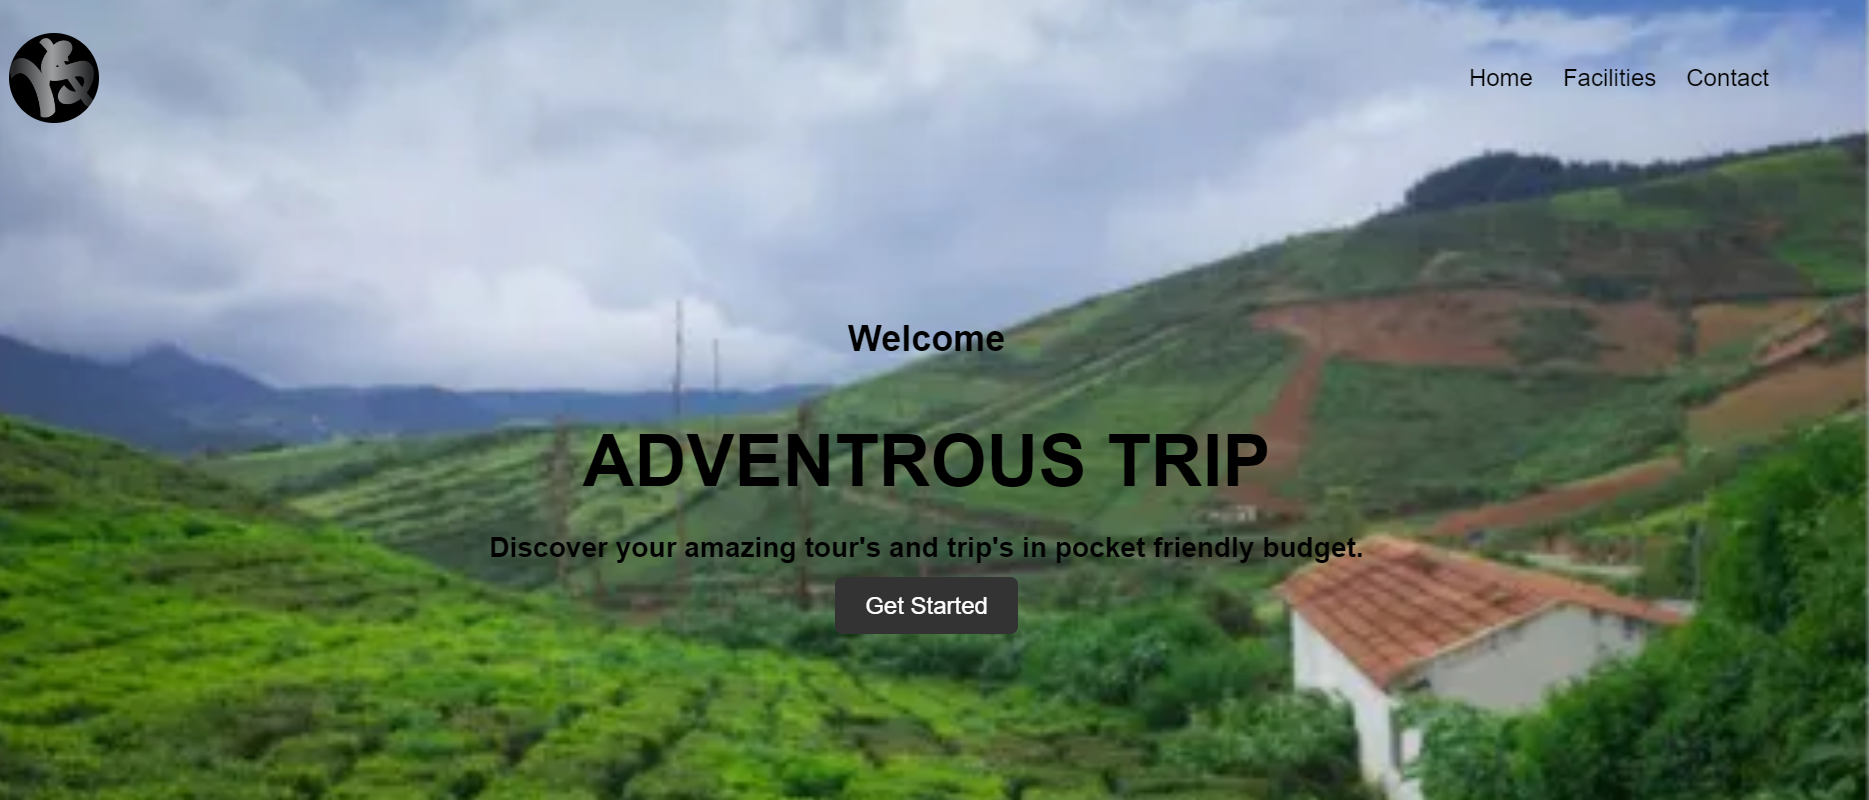 Home Facilities Contact
Welcome
ADVENTROUS TRIP
Discover your amazing tour's and trip's in pocket friendly budget.
Get Started